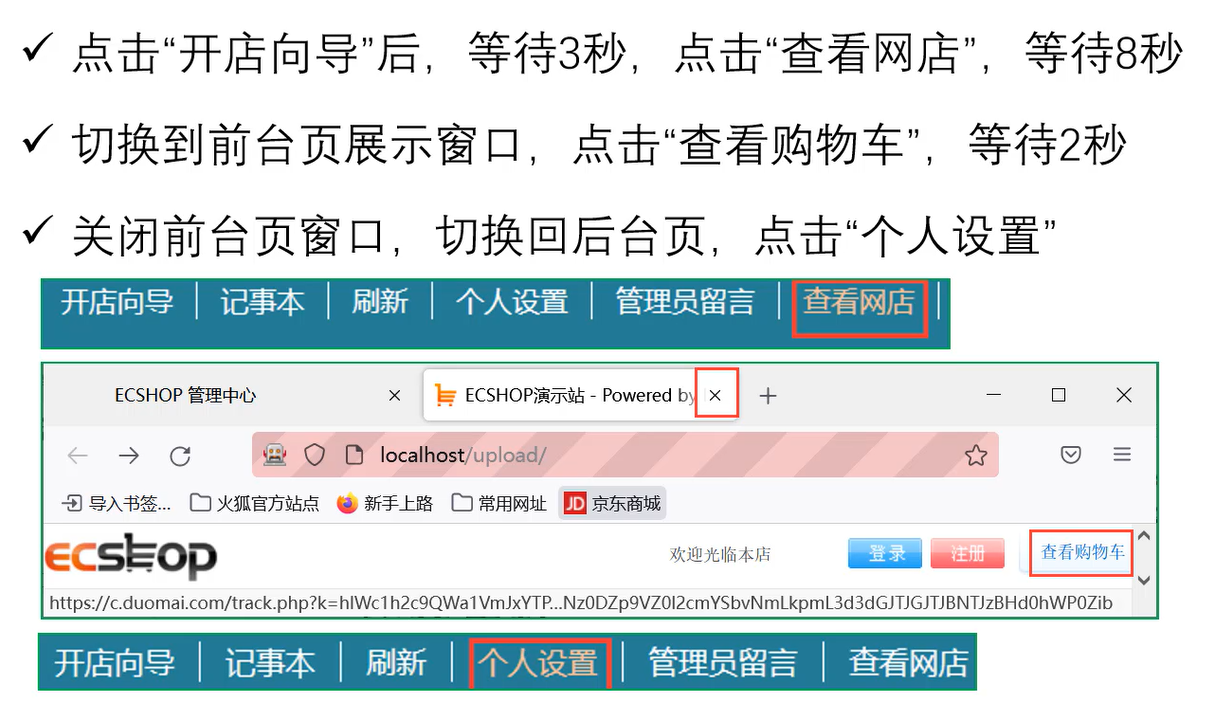 ✓ 点击“开店向导”后，等待3秒，点击“查看网店”，等待8秒
✓ 切换到前台页展示窗口，点击“查看购物车”，等待2秒
✓ 关闭前台页窗口，切换回后台页，点击“个人设置”
开店向导 | 记事本 | 刷新 | 个人设置 | 管理员留言 | 查看网店 |
ECSHOP 管理中心 ECSHOP演示站 - Powered by
localhost/upload/
导入书签... 火狐官方站点 新手上路 常用网址 JD 京东商城
ECSHOP 欢迎光临本店 登录 注册 查看购物车
https://c.duomai.com/track.php?k=hlWc1h2c9QWa1VmJxYTP...Nz0DZp9VZ0l2cmYSbvNmLkpmL3d3dGJTJGJTJBNTJzBHd0hWP0Zib
开店向导 | 记事本 | 刷新 | 个人设置 | 管理员留言 | 查看网店